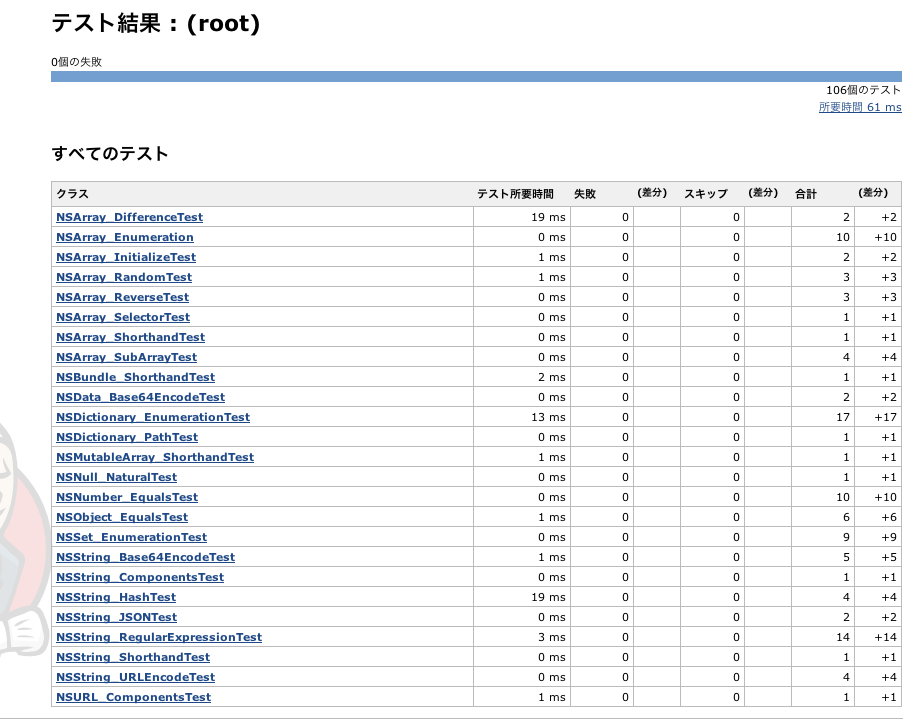 テスト結果 : (root)
0個の失敗
106個のテスト
所要時間 61 ms
すべてのテスト
クラス テスト所要時間 失敗 (差分) スキップ (差分) 合計 (差分)
NSArray_DifferenceTest 19 ms 0 0 2 +2
NSArray_Enumeration 0 ms 0 0 10 +10
NSArray_InitializeTest 1 ms 0 0 2 +2
NSArray_RandomTest 1 ms 0 0 3 +3
NSArray_ReverseTest 0 ms 0 0 3 +3
NSArray_SelectorTest 0 ms 0 0 1 +1
NSArray_ShorthandTest 0 ms 0 0 1 +1
NSArray_SubArrayTest 0 ms 0 0 4 +4
NSBundle_ShorthandTest 2 ms 0 0 1 +1
NSData_Base64EncodeTest 0 ms 0 0 2 +2
NSDictionary_EnumerationTest 13 ms 0 0 17 +17
NSDictionary_PathTest 0 ms 0 0 1 +1
NSMutableArray_ShorthandTest 1 ms 0 0 1 +1
NSNull_NaturalTest 0 ms 0 0 1 +1
NSNumber_EqualsTest 0 ms 0 0 10 +10
NSObject_EqualsTest 1 ms 0 0 6 +6
NSSet_EnumerationTest 0 ms 0 0 9 +9
NSString_Base64EncodeTest 1 ms 0 0 5 +5
NSString_ComponentsTest 0 ms 0 0 1 +1
NSString_HashTest 19 ms 0 0 4 +4
NSString_JSONTest 0 ms 0 0 2 +2
NSString_RegularExpressionTest 3 ms 0 0 14 +14
NSString_ShorthandTest 0 ms 0 0 1 +1
NSString_URLEncodeTest 0 ms 0 0 4 +4
NSURL_ComponentsTest 1 ms 0 0 1 +1